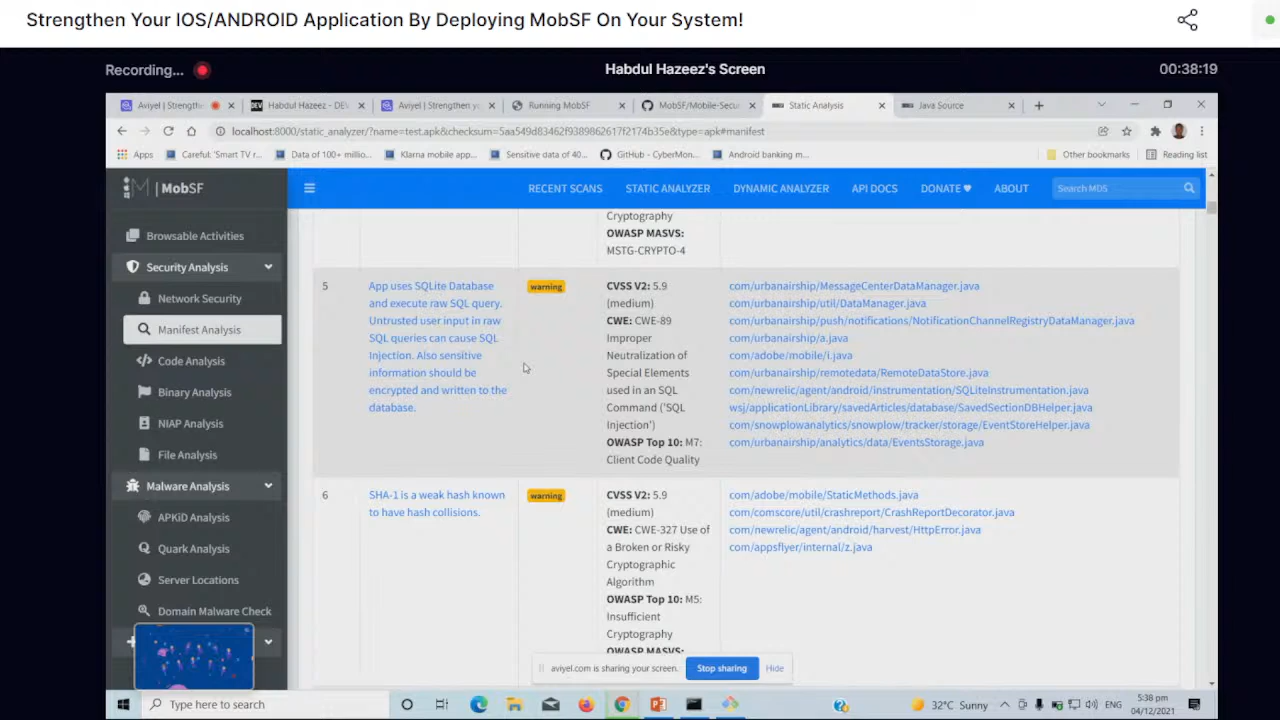 Strengthen Your IOS/ANDROID Application By Deploying MobSF On Your System!
Recording...
Habdul Hazeez's Screen
00:38:19
Aviyel | Strength
Habdul Hazeez - DEV
Aviyel | Strengthen yo
Running MobSF
MobSF/Mobile-Secu
Static Analysis
Java Source
localhost:8000/static_analyzer/?name=test.apk&checksum=5aa549d83462f9389862617f2174b35e&type=apk#manifest
Apps
Careful: 'Smart TV r...
Data of 100+ millio...
Klarna mobile app...
Sensitive data of 40...
GitHub - CyberMon...
Android banking m...
Other bookmarks
Reading list
MobSF
RECENT SCANS
STATIC ANALYZER
DYNAMIC ANALYZER
API DOCS
DONATE
ABOUT
Search MD5
Browsable Activities
Security Analysis
Network Security
Manifest Analysis
Code Analysis
Binary Analysis
NIAP Analysis
File Analysis
Malware Analysis
APKiD Analysis
Quark Analysis
Server Locations
Domain Malware Check
Cryptography
OWASP MASVS:
MSTG-CRYPTO-4
5
App uses SQLite Database
and execute raw SQL query.
Untrusted user input in raw
SQL queries can cause SQL
Injection. Also sensitive
information should be
encrypted and written to the
database.
warning
CVSS V2: 5.9
(medium)
CWE: CWE-89
Improper
Neutralization of
Special Elements
used in an SQL
Command ('SQL
Injection')
OWASP Top 10: M7:
Client Code Quality
com/urbanairship/MessageCenterDataManager.java
com/urbanairship/util/DataManager.java
com/urbanairship/push/notifications/NotificationChannelRegistryDataManager.java
com/urbanairship/a.java
com/adobe/mobile/i.java
com/urbanairship/remotedata/RemoteDataStore.java
com/newrelic/agent/android/instrumentation/SQLiteInstrumentation.java
wsj/applicationLibrary/savedArticles/database/SavedSectionDBHelper.java
com/snowplowanalytics/snowplow/tracker/storage/EventStoreHelper.java
com/urbanairship/analytics/data/EventsStorage.java
6
SHA-1 is a weak hash known
to have hash collisions.
warning
CVSS V2: 5.9
(medium)
CWE: CWE-327 Use of
a Broken or Risky
Cryptographic
Algorithm
OWASP Top 10: M5:
Insufficient
Cryptography
OWASP MASVS:
com/adobe/mobile/StaticMethods.java
com/comscore/util/crashreport/CrashReportDecorator.java
com/newrelic/agent/android/harvest/HttpError.java
com/appsflyer/internal/z.java
aviyel.com is sharing your screen.
Stop sharing
Hide
Type here to search
32°C Sunny
ENG
5:38 pm
04/12/2021